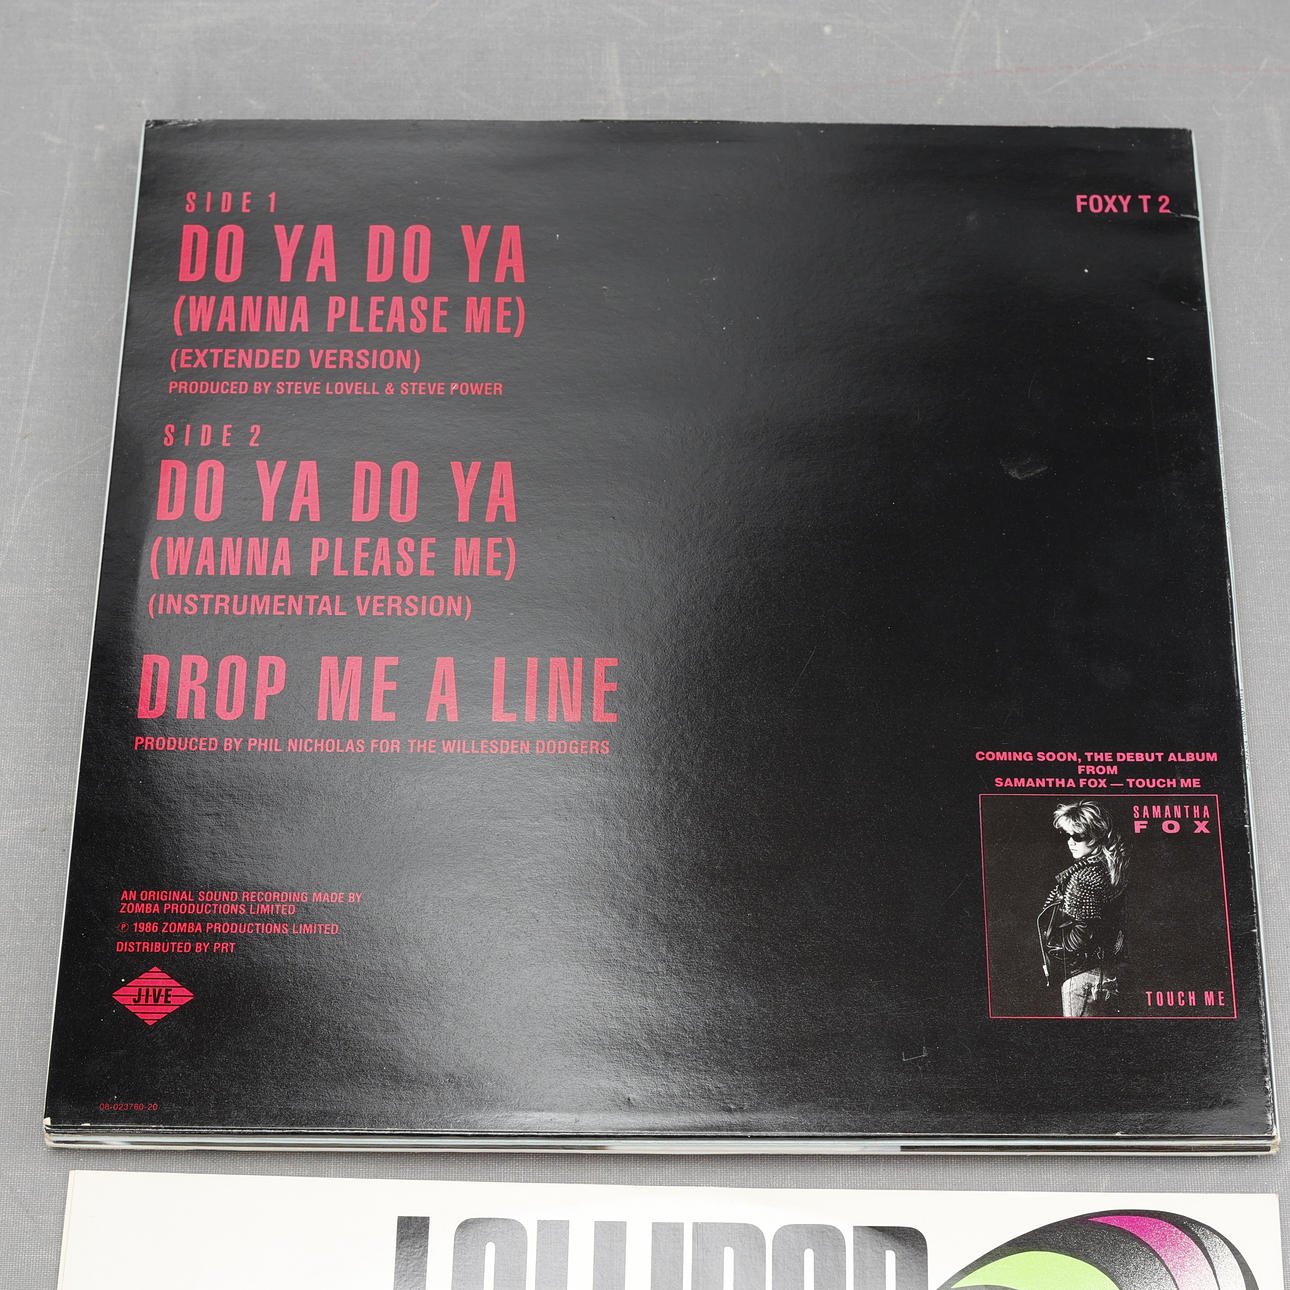 SIDE 1
FOXY T 2
DO YA DO YA
(WANNA PLEASE ME)
(EXTENDED VERSION)
PRODUCED BY STEVE LOVELL & STEVE POWER
SIDE 2
DO YA DO YA
(WANNA PLEASE ME)
(INSTRUMENTAL VERSION)
DROP ME A LINE
PRODUCED BY PHIL NICHOLAS FOR THE WILLESDEN DODGERS
COMING SOON, THE DEBUT ALBUM
FROM
SAMANTHA FOX — TOUCH ME
SAMANTHA
FOX
TOUCH ME
AN ORIGINAL SOUND RECORDING MADE BY
ZOMBA PRODUCTIONS LIMITED
℗ 1986 ZOMBA PRODUCTIONS LIMITED
DISTRIBUTED BY PRT
JIVE
08-023760-20
LOLLIPOP